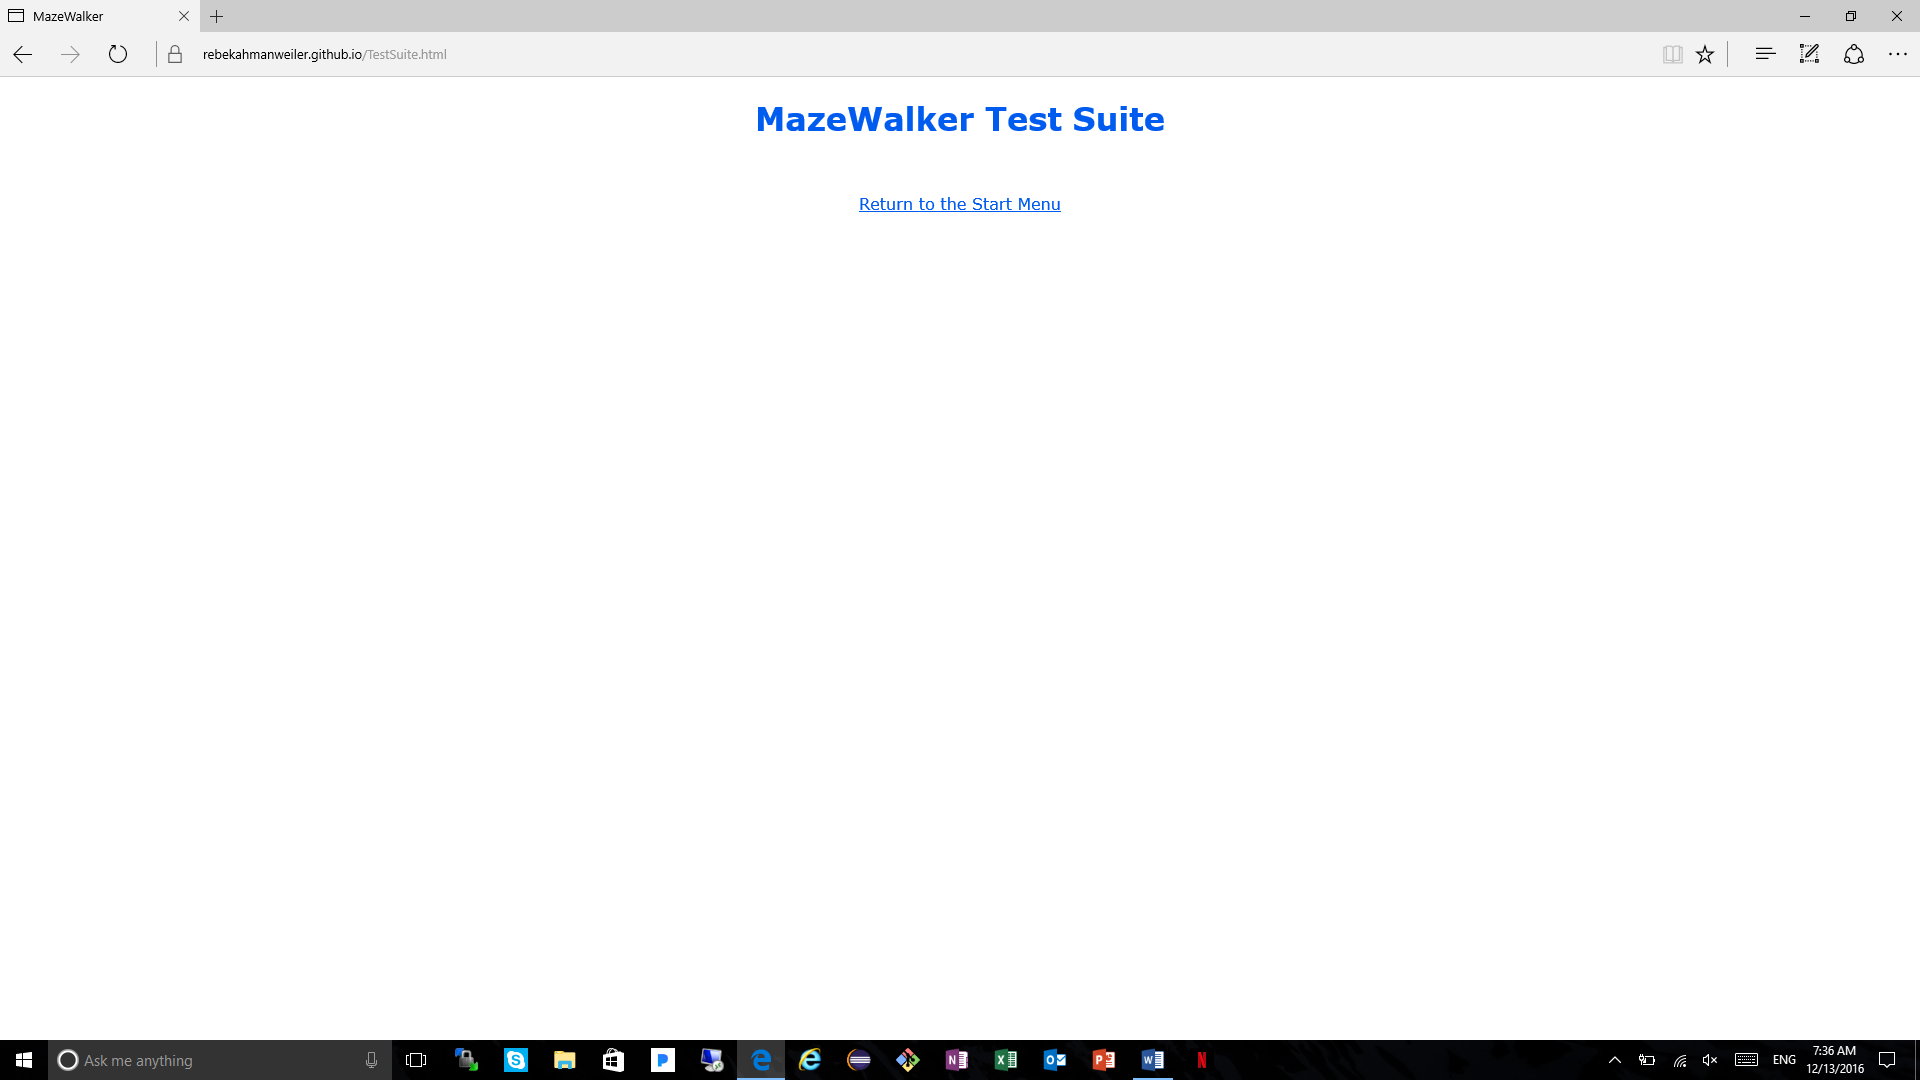 MazeWalker
rebekahmanweiler.github.io/TestSuite.html
MazeWalker Test Suite
Return to the Start Menu
Ask me anything
ENG
7:36 AM
12/13/2016